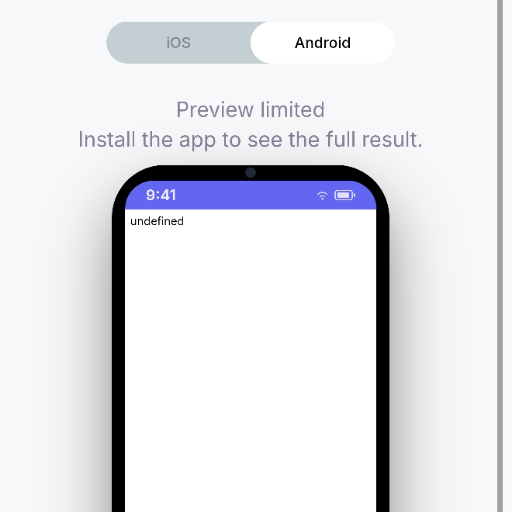 iOS
Android
Preview limited
Install the app to see the full result.
9:41
undefined